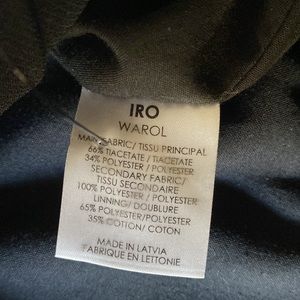 IRO
WAROL
MAIN FABRIC/ TISSU PRINCIPAL
66% TIACETATE / TIACETATE
34% POLYESTER / POLYESTER
SECONDARY FABRIC/
TISSU SECONDAIRE
100% POLYESTER / POLYESTER
LINNING/ DOUBLURE
65% POLYESTER/POLYESTER
35% COTON/ COTON
MADE IN LATVIA
FABRIQUE EN LETTONIE